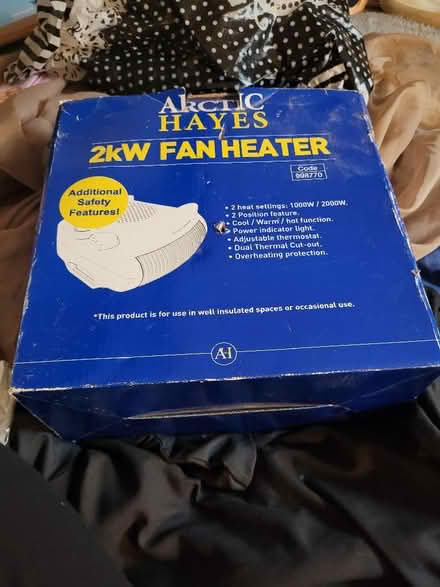 ARCTIC
HAYES
2kW FAN HEATER
Code
998770
Additional
Safety
Features!
• 2 heat settings: 1000W / 2000W.
• 2 Position feature.
• Cool / Warm / hot function.
• Power indicator light.
• Adjustable thermostat.
• Dual Thermal Cut-out.
• Overheating protection.
*This product is for use in well insulated spaces or occasional use.
AH